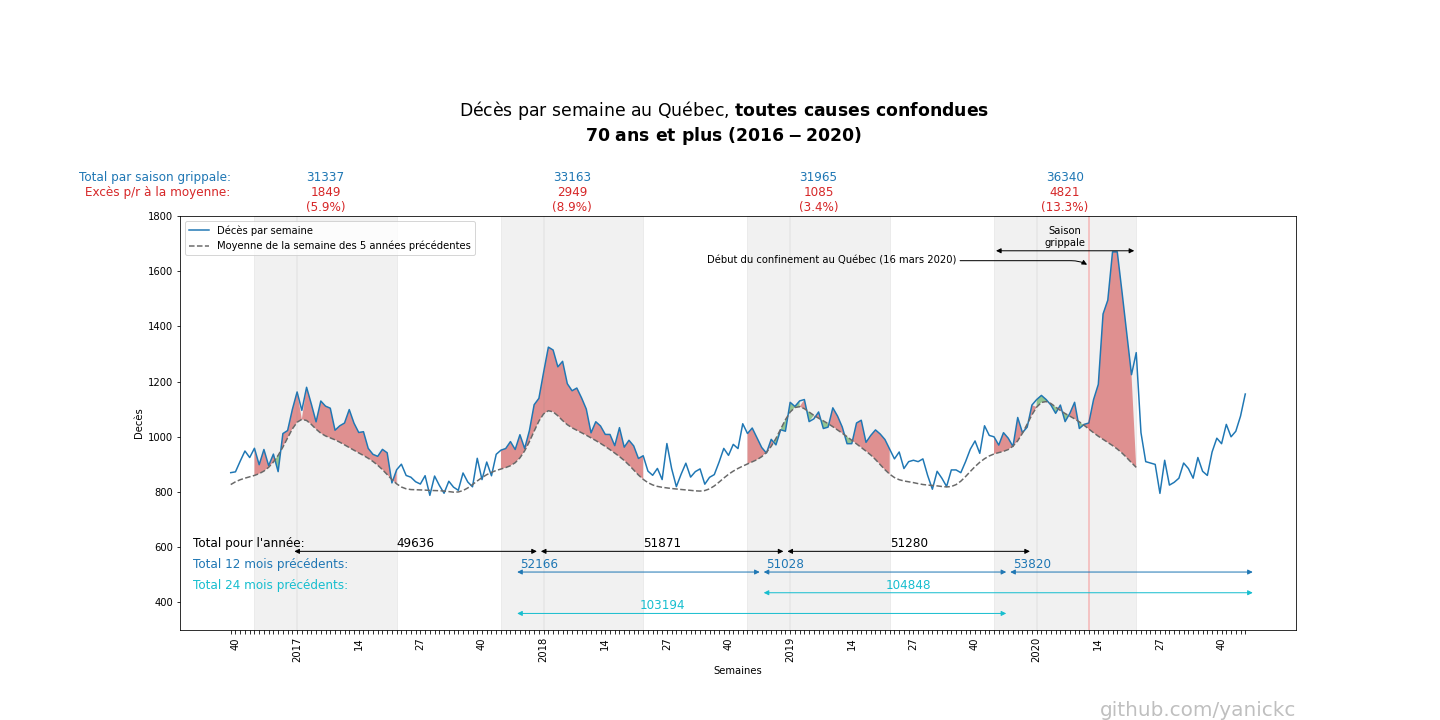 Décès par semaine au Québec, toutes causes confondues
70 ans et plus (2016 – 2020)
Total par saison grippale: 31337 33163 31965 36340
Excès p/r à la moyenne: 1849 2949 1085 4821
(5.9%) (8.9%) (3.4%) (13.3%)
1800
Décès par semaine
Moyenne de la semaine des 5 années précédentes
Saison
grippale
Début du confinement au Québec (16 mars 2020)
1600
1400
1200
1000
800
600
400
Décès
Total pour l'année: 49636 51871 51280
Total 12 mois précédents: 52166 51028 53820
Total 24 mois précédents: 104848
103194
40 2017 14 27 40 2018 14 27 40 2019 14 27 40 2020 14 27 40
Semaines
github.com/yanickc